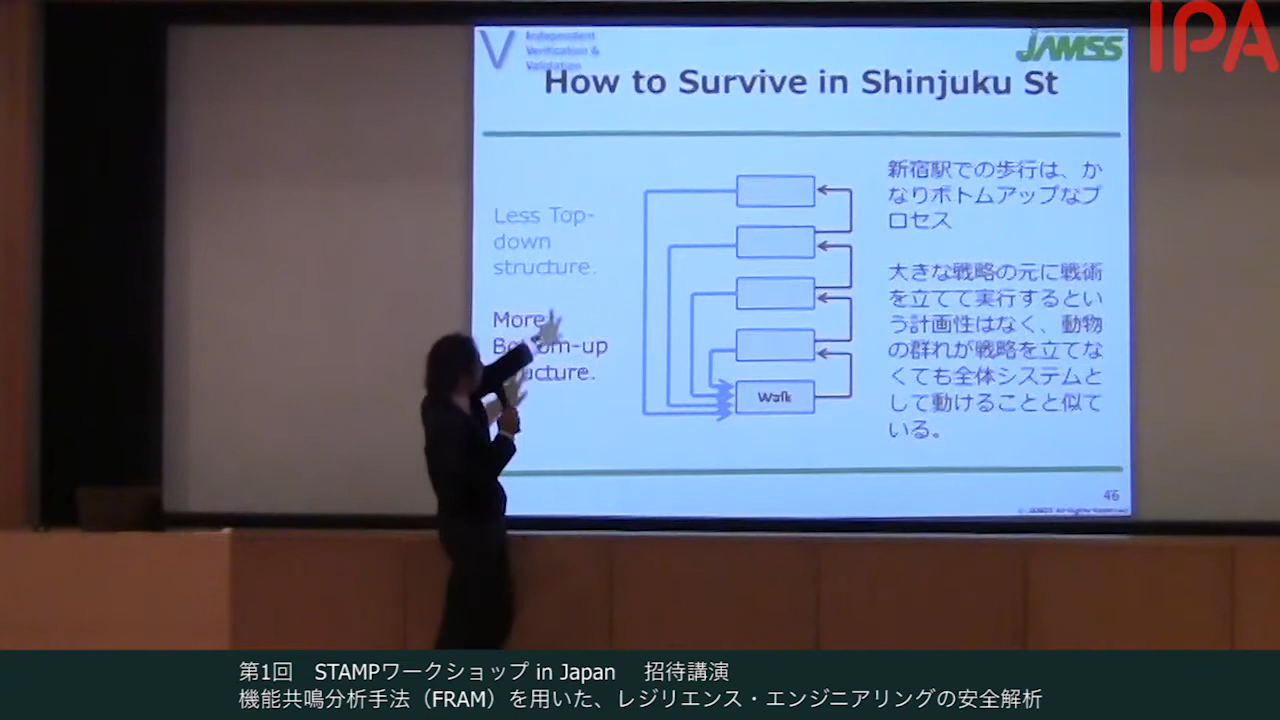 IPA
Independent
Verification &
Validation
V
JAMSS
How to Survive in Shinjuku St
Less Top-
down
structure.
More
Bottom-up
structure.
Walk
新宿駅での歩行は、か
なりボトムアップなプ
ロセス
大きな戦略の元に戦術
を立てて実行するとい
う計画性はなく、動物
の群れが戦略を立てな
くても全体システムと
して動けることと似て
いる。
46
第1回 STAMPワークショップ in Japan 招待講演
機能共鳴分析手法（FRAM）を用いた、レジリエンス・エンジニアリングの安全解析